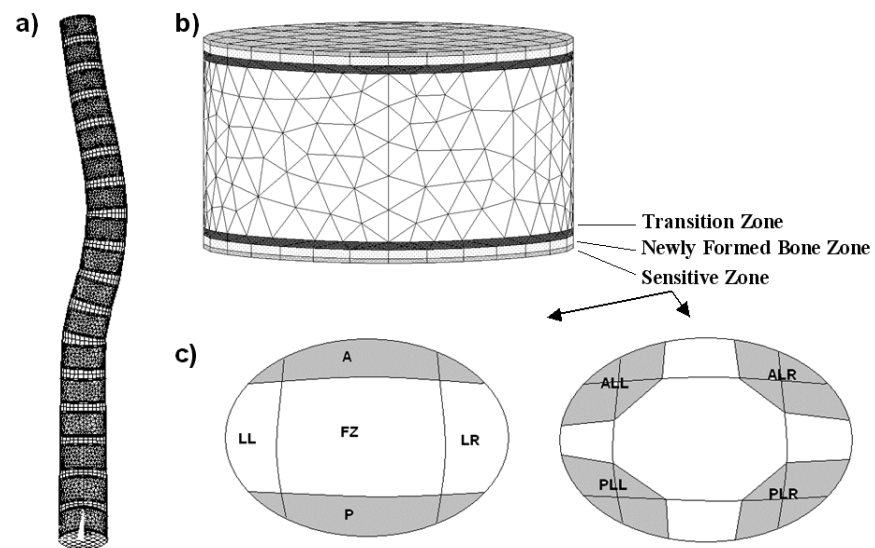 a)
b)
Transition Zone
Newly Formed Bone Zone
Sensitive Zone
c)
A
LL
FZ
LR
P
ALL
ALR
PLL
PLR